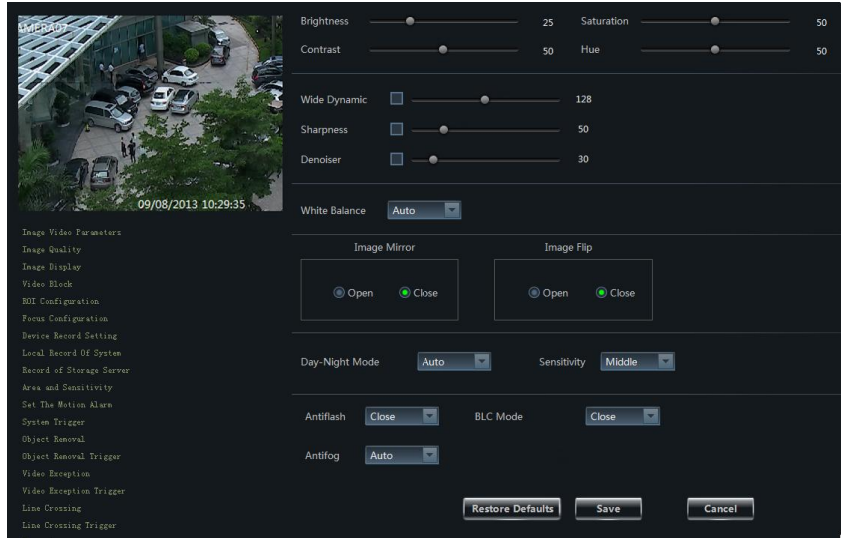 AMERA07
09/08/2013 10:29:35
Image Video Parameters
Image Quality
Image Display
Video Block
ROI Configuration
Focus Configuration
Device Record Setting
Local Record Of System
Record of Storage Server
Area and Sensitivity
Set The Motion Alarm
System Trigger
Object Removal
Object Removal Trigger
Video Exception
Video Exception Trigger
Line Crossing
Line Crossing Trigger
Brightness 25 Saturation 50
Contrast 50 Hue 50
Wide Dynamic 128
Sharpness 50
Denoiser 30
White Balance Auto
Image Mirror Image Flip
Open Close Open Close
Day-Night Mode Auto Sensitivity Middle
Antiflash Close BLC Mode Close
Antifog Auto
Restore Defaults Save Cancel